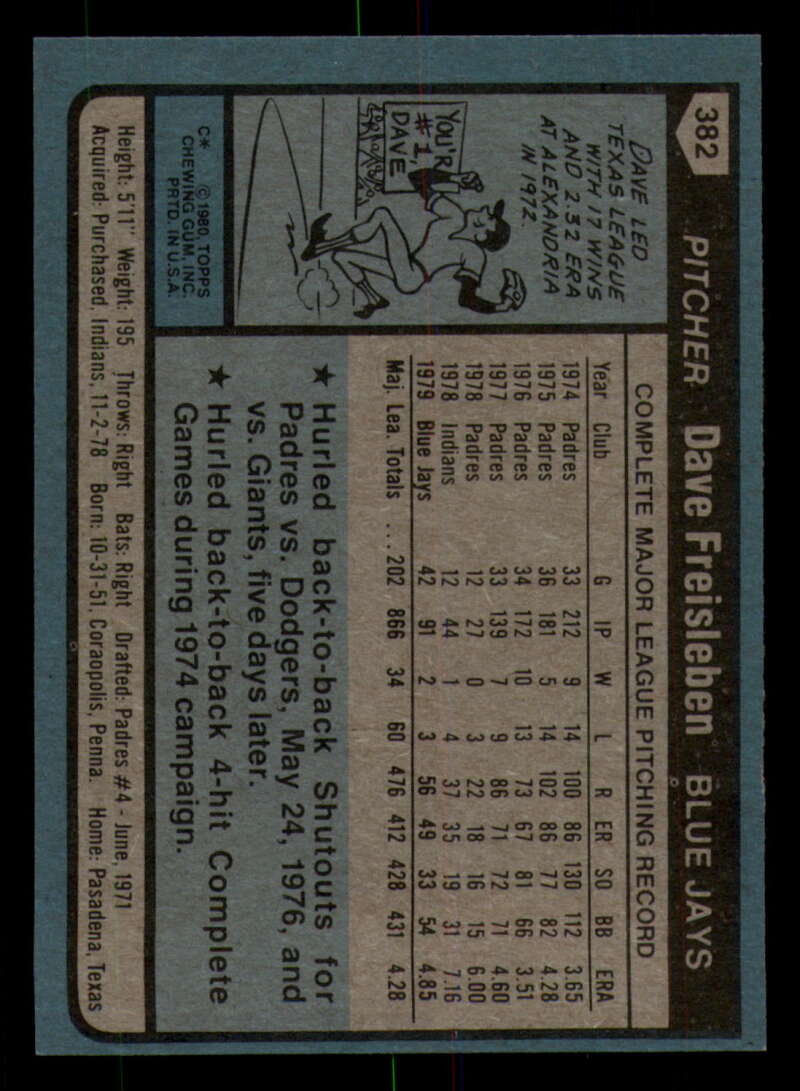 382
PITCHER Dave Freisleben BLUE JAYS
DAVE LED
TEXAS LEAGUE
WITH 17 WINS
AND 2.32 ERA
AT ALEXANDRIA
IN 1972.
YOU'R
#1,
DAVE
C* ©1980 TOPPS
CHEWING GUM, INC.
PRTD. IN U.S.A.
COMPLETE MAJOR LEAGUE PITCHING RECORD
Year Club G IP W L R ER SO BB ERA
1974 Padres 33 212 9 14 100 86 130 112 3.65
1975 Padres 36 181 5 14 102 86 77 82 4.28
1976 Padres 34 172 10 13 73 67 81 66 3.51
1977 Padres 33 139 7 9 86 71 72 71 4.60
1978 Padres 12 27 0 3 22 18 16 15 6.00
1978 Indians 12 44 1 4 37 35 19 31 7.16
1979 Blue Jays 42 91 2 3 56 49 33 54 4.85
Maj. Lea. Totals ... 202 866 34 60 476 412 428 431 4.28
★ Hurled back-to-back Shutouts for
Padres vs. Dodgers, May 24, 1976, and
vs. Giants, five days later.
★ Hurled back-to-back 4-hit Complete
Games during 1974 campaign.
Height: 5'11" Weight: 195 Throws: Right Bats: Right Drafted: Padres #4 - June, 1971
Acquired: Purchased, Indians, 11-2-78 Born: 10-31-51, Coraopolis, Penna. Home: Pasadena, Texas